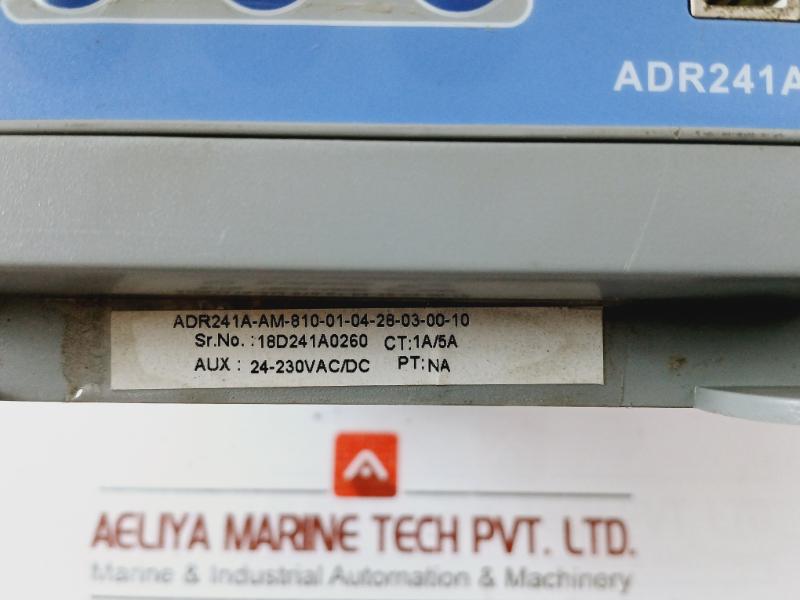 ADR241A
ADR241A-AM-810-01-04-28-03-00-10
Sr.No. : 18D241A0260 CT: 1A/5A
AUX : 24-230VAC/DC PT: NA
AELIYA MARINE TECH PVT. LTD.
Marine & Industrial Automation & Machinery